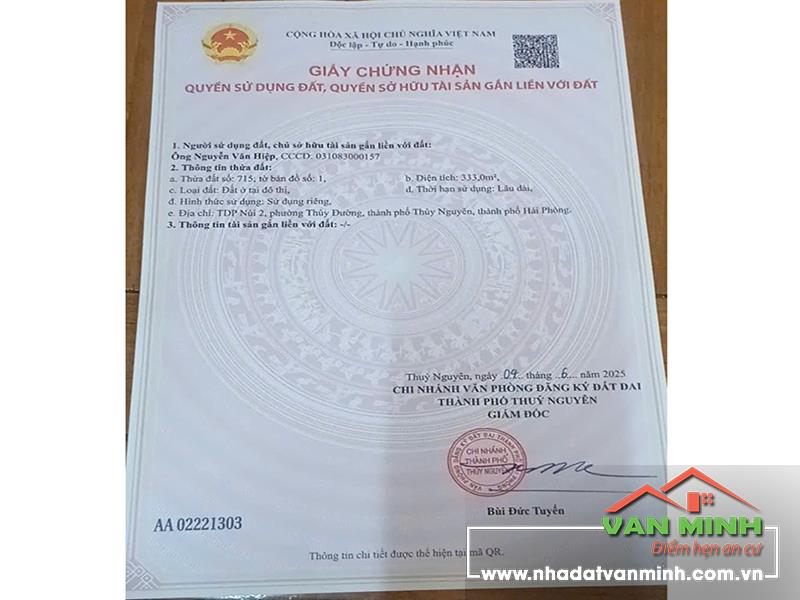 CỘNG HÒA XÃ HỘI CHỦ NGHĨA VIỆT NAM
Độc lập - Tự do - Hạnh phúc
GIẤY CHỨNG NHẬN
QUYỀN SỬ DỤNG ĐẤT, QUYỀN SỞ HỮU TÀI SẢN GẮN LIỀN VỚI ĐẤT
1. Người sử dụng đất, chủ sở hữu tài sản gắn liền với đất:
Ông Nguyễn Văn Hiệp, CCCD: 031083000157
2. Thông tin thửa đất:
a. Thửa đất số: 715; tờ bản đồ số: 1, b. Diện tích: 333,0m²,
c. Loại đất: Đất ở tại đô thị, d. Thời hạn sử dụng: Lâu dài,
đ. Hình thức sử dụng: Sử dụng riêng,
e. Địa chỉ: TDP Núi 2, phường Thủy Đường, thành phố Thủy Nguyên, thành phố Hải Phòng.
3. Thông tin tài sản gắn liền với đất: -/-
Thuỷ Nguyên, ngày .09.. tháng ..6.... năm 2025
CHI NHÁNH VĂN PHÒNG ĐĂNG KÝ ĐẤT ĐAI
THÀNH PHỐ THUỶ NGUYÊN
GIÁM ĐỐC
CHI NHÁNH
THÀNH PHỐ
THỦY NGUYÊN
Bùi Đức Tuyển
AA 02221303
Thông tin chi tiết được thể hiện tại mã QR.
VAN MINH
Điểm hẹn an cư
www.nhadatvanminh.com.vn